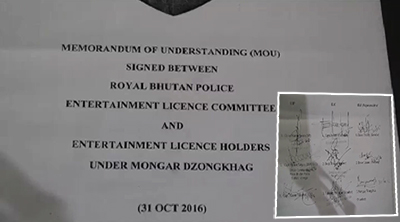 MEMORANDUM OF UNDERSTANDING (MOU)
SIGNED BETWEEN
ROYAL BHUTAN POLICE
ENTERTAINMENT LICENCE COMMITTEE
AND
ENTERTAINMENT LICENCE HOLDERS
UNDER MONGAR DZONGKHAG
(31 OCT 2016)